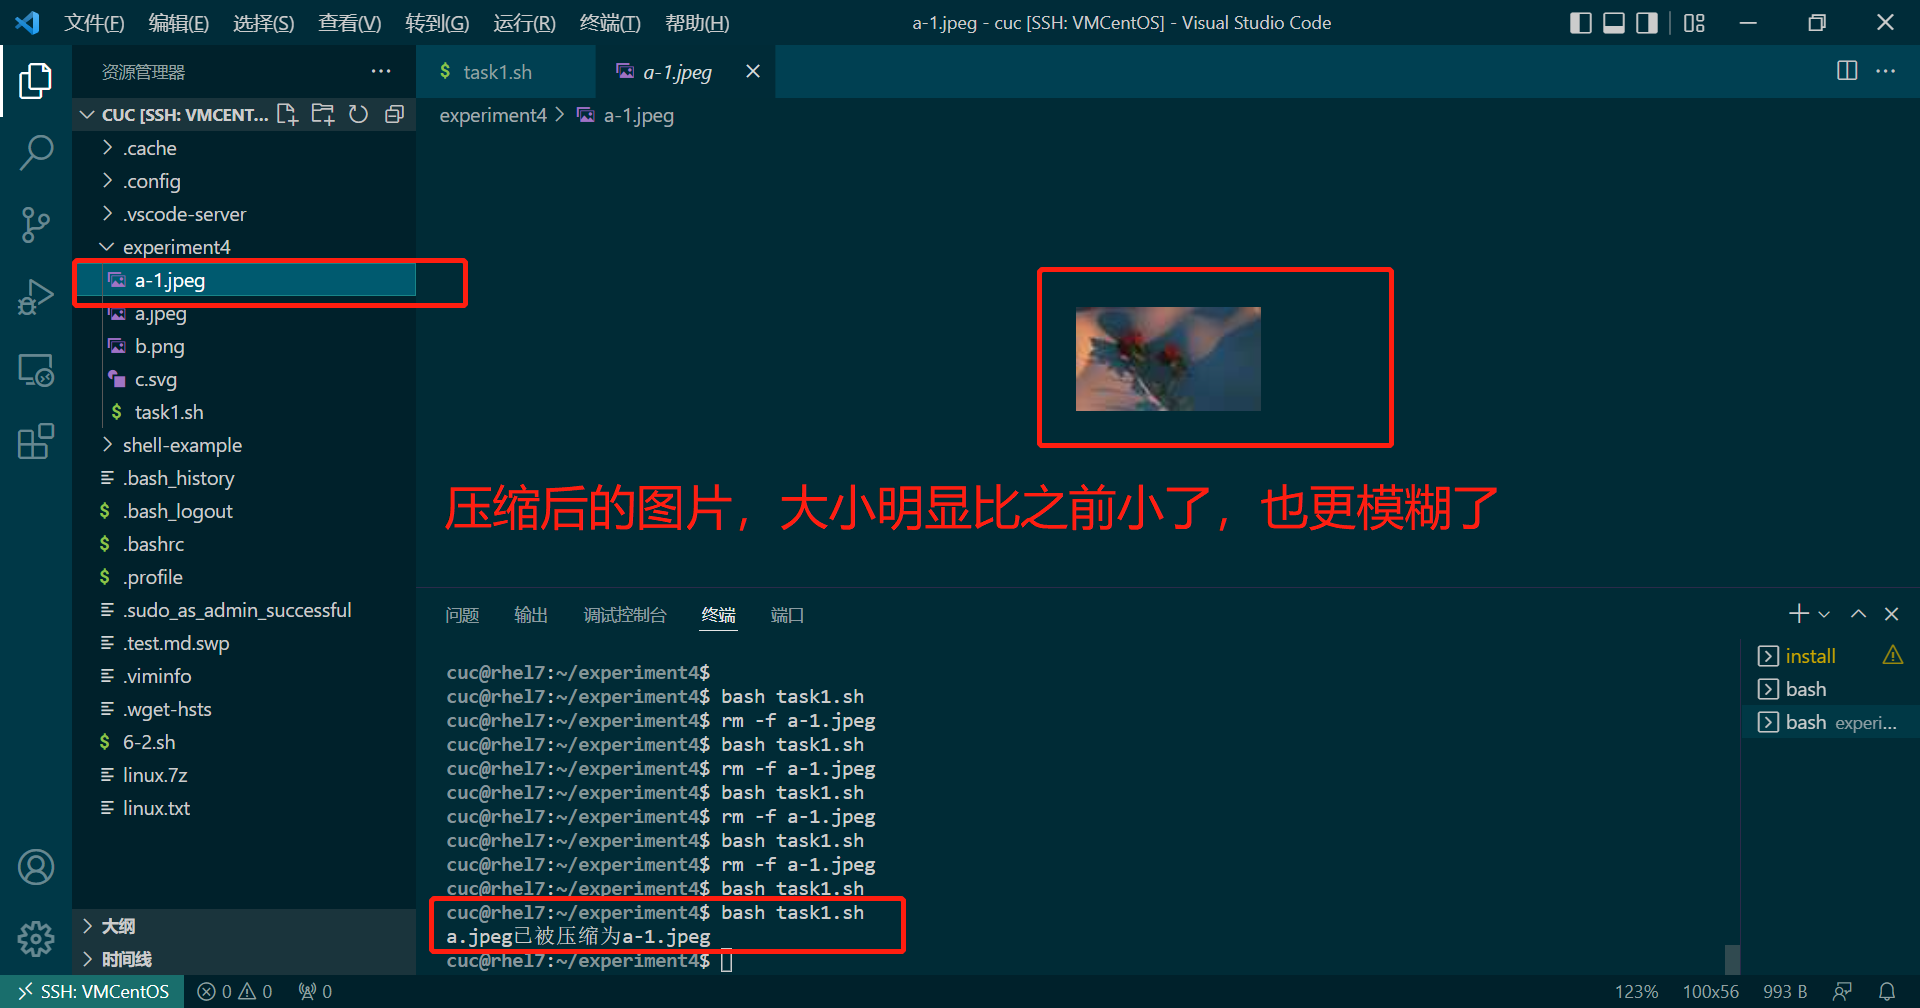 文件(F) 编辑(E) 选择(S) 查看(V) 转到(G) 运行(R) 终端(T) 帮助(H) a-1.jpeg - cuc [SSH: VMCentOS] - Visual Studio Code
资源管理器
CUC [SSH: VMCENT...
.cache
.config
.vscode-server
experiment4
a-1.jpeg
a.jpeg
b.png
c.svg
task1.sh
shell-example
.bash_history
.bash_logout
.bashrc
.profile
.sudo_as_admin_successful
.test.md.swp
.viminfo
.wget-hsts
6-2.sh
linux.7z
linux.txt
大纲
时间线
task1.sh a-1.jpeg
experiment4 a-1.jpeg
压缩后的图片，大小明显比之前小了，也更模糊了
问题 输出 调试控制台 终端 端口
cuc@rhel7:~/experiment4$
cuc@rhel7:~/experiment4$ bash task1.sh
cuc@rhel7:~/experiment4$ rm -f a-1.jpeg
cuc@rhel7:~/experiment4$ bash task1.sh
cuc@rhel7:~/experiment4$ rm -f a-1.jpeg
cuc@rhel7:~/experiment4$ bash task1.sh
cuc@rhel7:~/experiment4$ rm -f a-1.jpeg
cuc@rhel7:~/experiment4$ bash task1.sh
cuc@rhel7:~/experiment4$ rm -f a-1.jpeg
cuc@rhel7:~/experiment4$ bash task1.sh
cuc@rhel7:~/experiment4$ bash task1.sh
a.jpeg已被压缩为a-1.jpeg
cuc@rhel7:~/experiment4$
install
bash
bash experi...
SSH: VMCentOS 0 0 0 123% 100x56 993 B